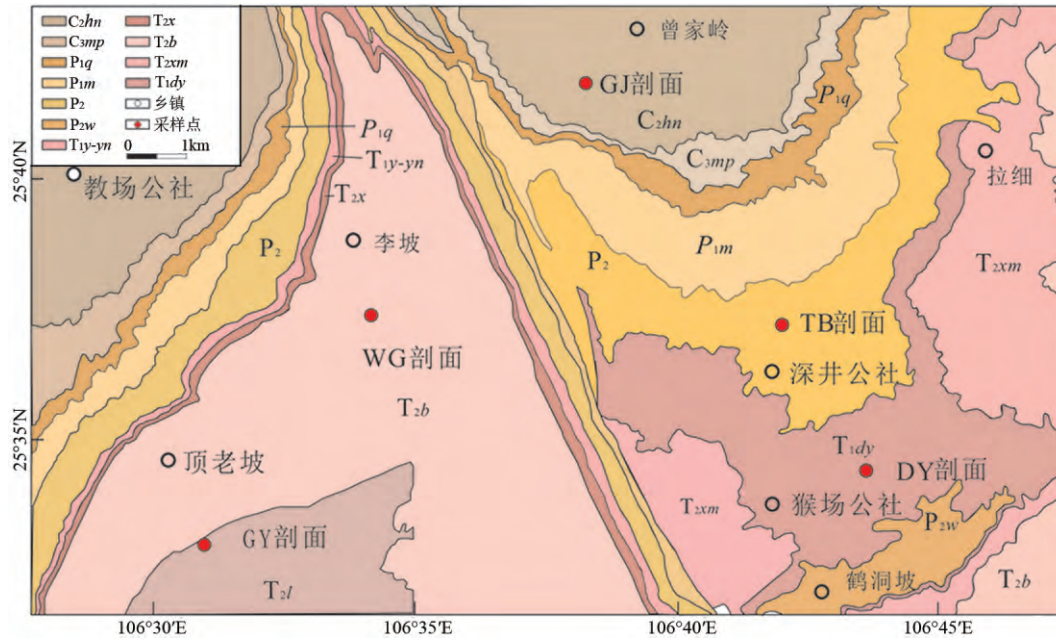 C₂hn
C₃mp
P₁q
P₁m
P₂
P₂w
T₁y-yn
T₂x
T₂b
T₂xm
T₁dy
乡镇
采样点
0 1km
曾家岭
GJ剖面
C₂hn
P₁q
C₃mp
P₁q
T₁y-yn
T₂x
拉细
25°40′N
教场公社
李坡
P₂
P₂
P₁m
T₂xm
TB剖面
WG剖面
深井公社
T₂b
25°35′N
顶老坡
T₁dy
DY剖面
T₂xm
猴场公社
P₂w
GY剖面
T₂l
鹤洞坡
T₂b
106°30′E
106°35′E
106°40′E
106°45′E